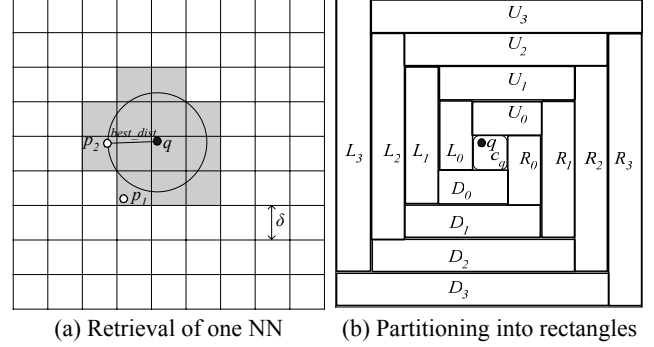 best_dist
p2
q
p1
δ
(a) Retrieval of one NN
U3
U2
U1
U0
L3 L2 L1 L0 q cq R0 R1 R2 R3
D0
D1
D2
D3
(b) Partitioning into rectangles